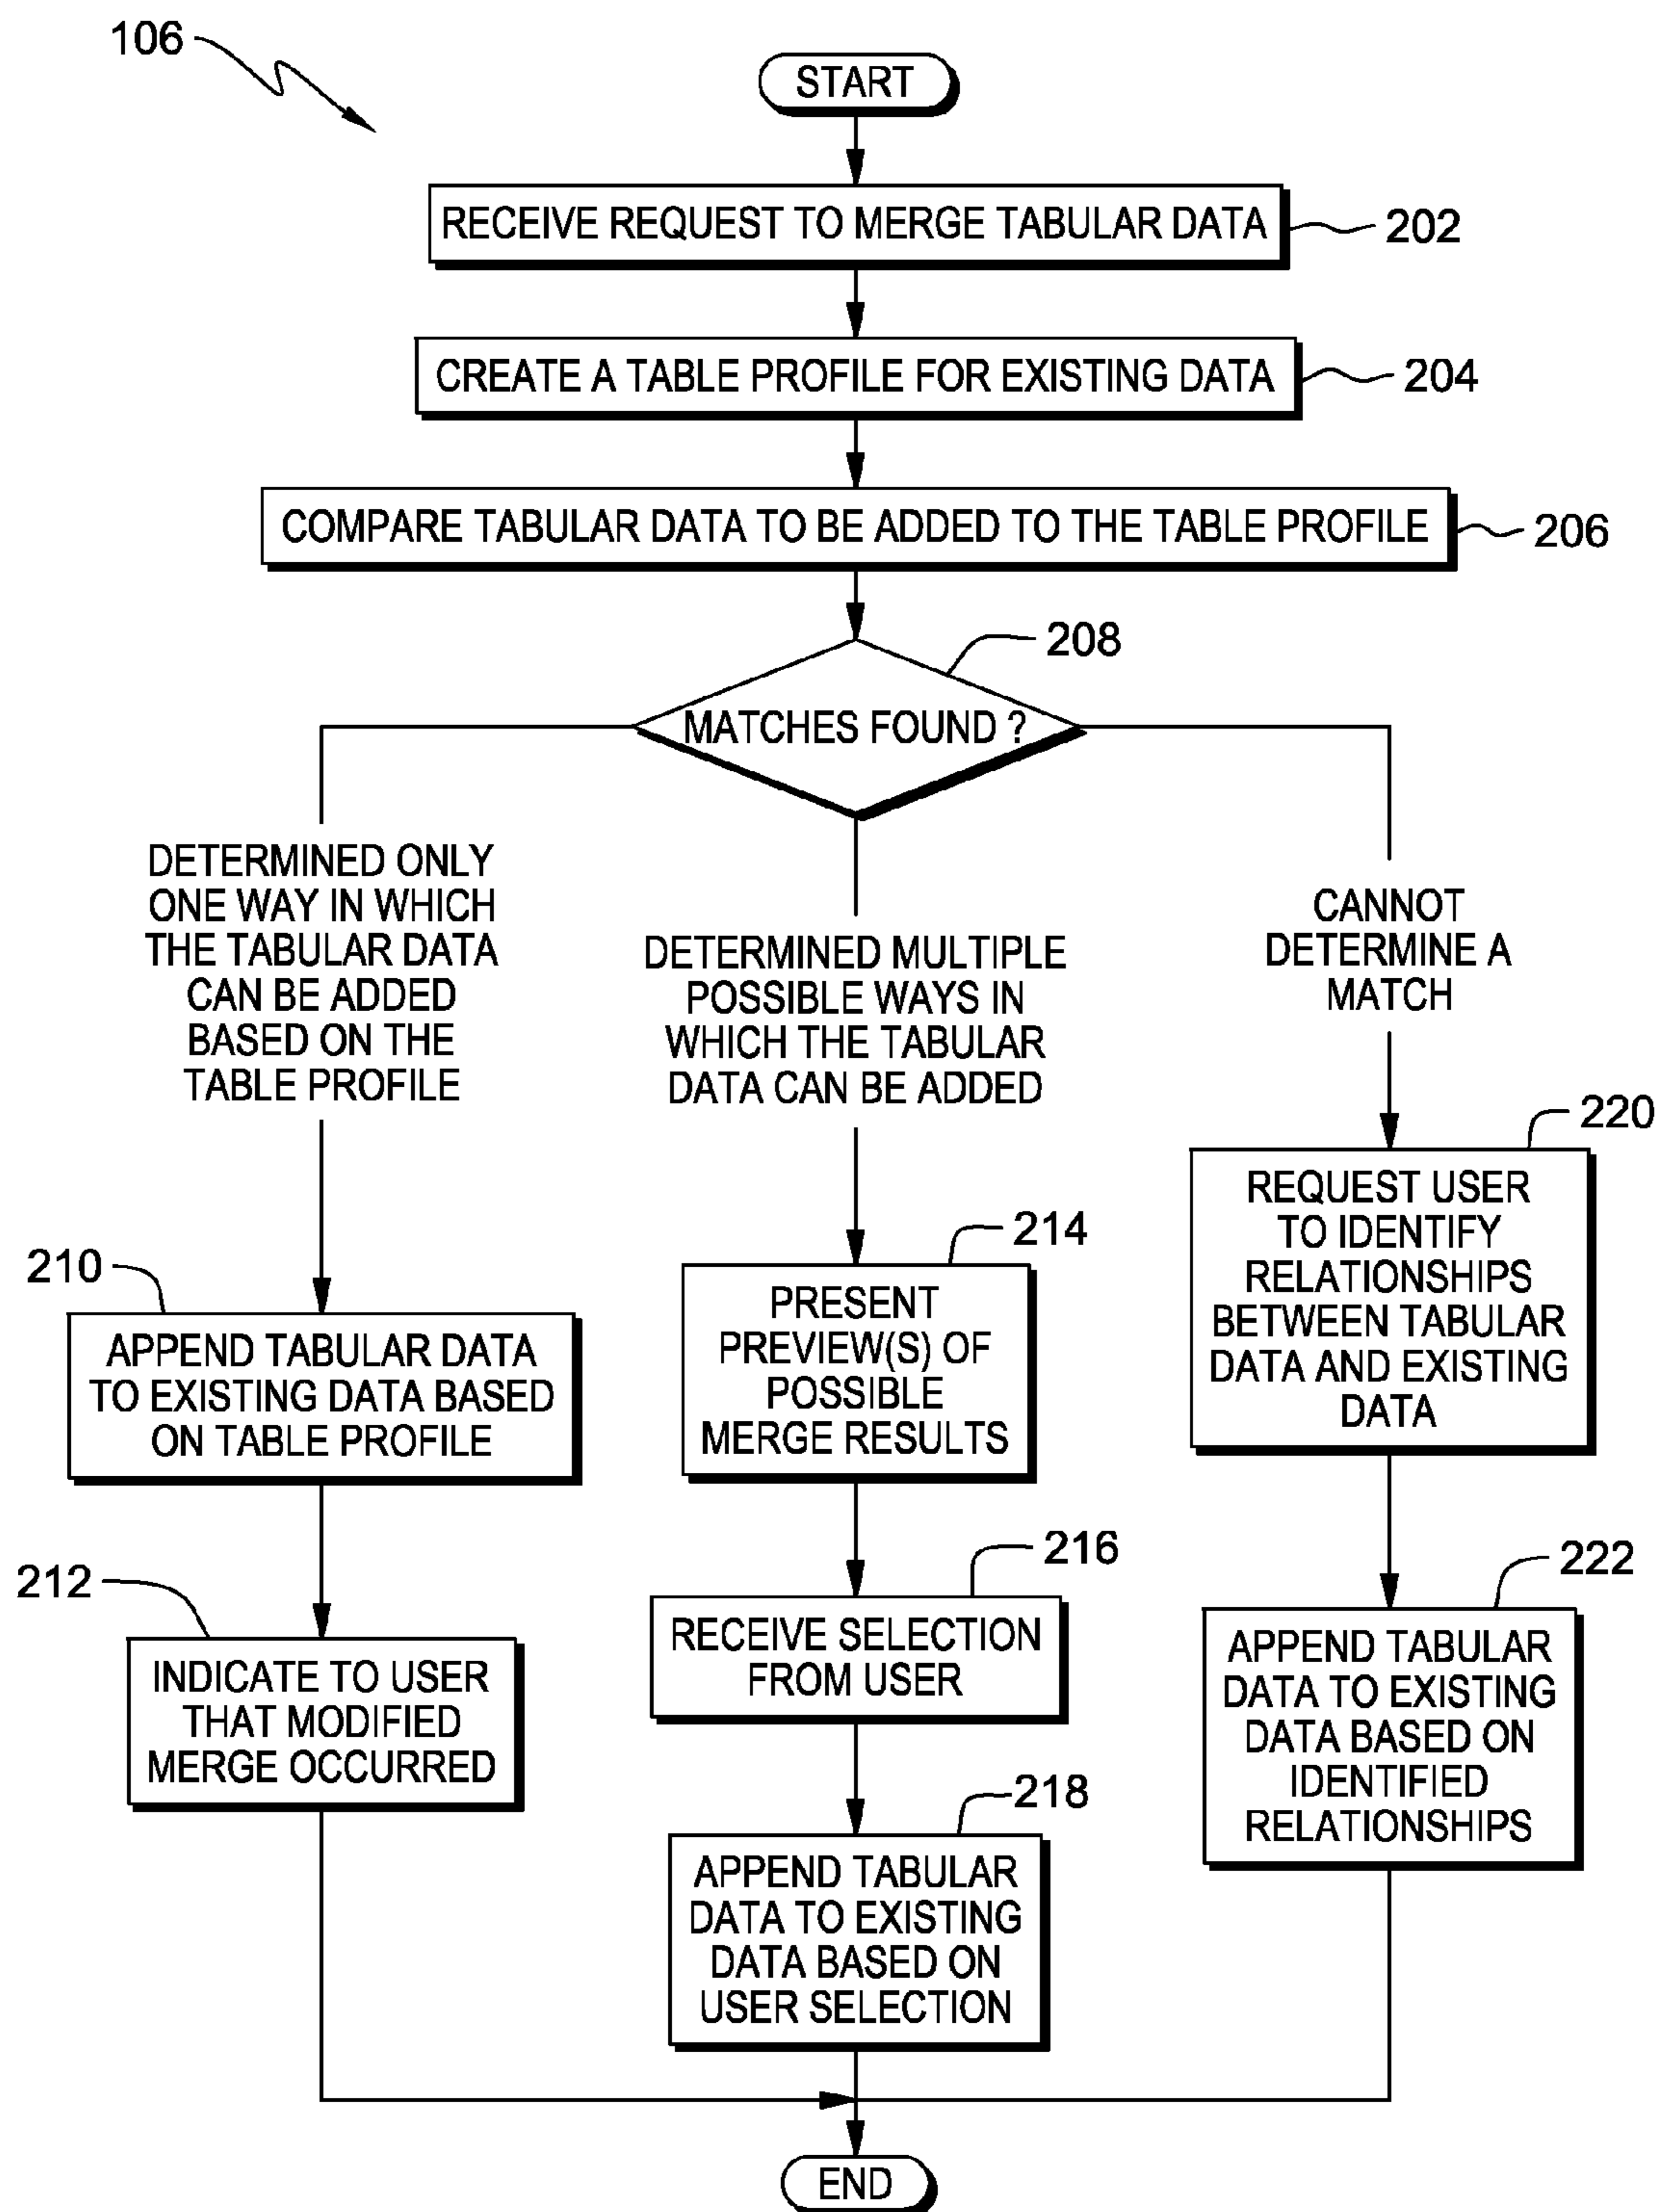 106
START
RECEIVE REQUEST TO MERGE TABULAR DATA
202
CREATE A TABLE PROFILE FOR EXISTING DATA
204
COMPARE TABULAR DATA TO BE ADDED TO THE TABLE PROFILE
206
208
MATCHES FOUND ?
DETERMINED ONLY
ONE WAY IN WHICH
THE TABULAR DATA
CAN BE ADDED
BASED ON THE
TABLE PROFILE
DETERMINED MULTIPLE
POSSIBLE WAYS IN
WHICH THE TABULAR
DATA CAN BE ADDED
CANNOT
DETERMINE A
MATCH
210
APPEND TABULAR DATA
TO EXISTING DATA BASED
ON TABLE PROFILE
212
INDICATE TO USER
THAT MODIFIED
MERGE OCCURRED
214
PRESENT
PREVIEW(S) OF
POSSIBLE
MERGE RESULTS
216
RECEIVE SELECTION
FROM USER
218
APPEND TABULAR
DATA TO EXISTING
DATA BASED ON
USER SELECTION
220
REQUEST USER
TO IDENTIFY
RELATIONSHIPS
BETWEEN TABULAR
DATA AND EXISTING
DATA
222
APPEND TABULAR
DATA TO EXISTING
DATA BASED ON
IDENTIFIED
RELATIONSHIPS
END